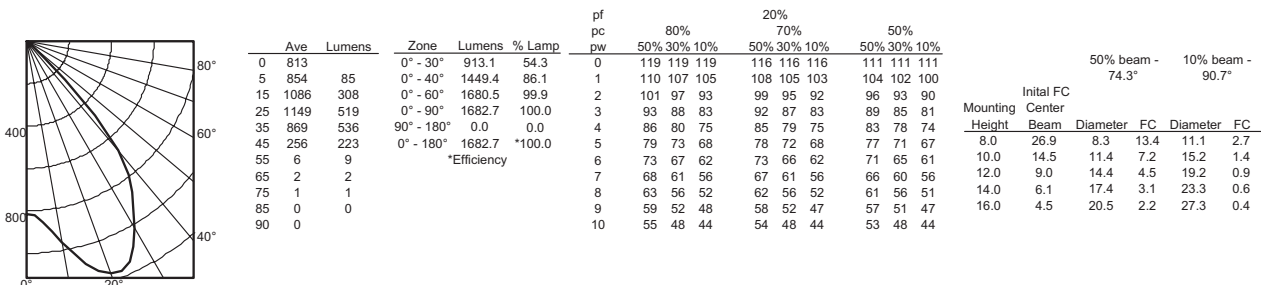 80°
60°
40°
400
800
0° 20°
Ave Lumens
0 813
5 854 85
15 1086 308
25 1149 519
35 869 536
45 256 223
55 6 9
65 2 2
75 1 1
85 0 0
90 0
Zone Lumens % Lamp
0° - 30° 913.1 54.3
0° - 40° 1449.4 86.1
0° - 60° 1680.5 99.9
0° - 90° 1682.7 100.0
90° - 180° 0.0 0.0
0° - 180° 1682.7 *100.0
*Efficiency
pf 20%
pc 80% 70% 50%
pw 50% 30% 10% 50% 30% 10% 50% 30% 10%
0 119 119 119 116 116 116 111 111 111
1 110 107 105 108 105 103 104 102 100
2 101 97 93 99 95 92 96 93 90
3 93 88 83 92 87 83 89 85 81
4 86 80 75 85 79 75 83 78 74
5 79 73 68 78 72 68 77 71 67
6 73 67 62 73 66 62 71 65 61
7 68 61 56 67 61 56 66 60 56
8 63 56 52 62 56 52 61 56 51
9 59 52 48 58 52 47 57 51 47
10 55 48 44 54 48 44 53 48 44
50% beam - 10% beam -
74.3° 90.7°
Inital FC
Mounting Center
Height Beam Diameter FC Diameter FC
8.0 26.9 8.3 13.4 11.1 2.7
10.0 14.5 11.4 7.2 15.2 1.4
12.0 9.0 14.4 4.5 19.2 0.9
14.0 6.1 17.4 3.1 23.3 0.6
16.0 4.5 20.5 2.2 27.3 0.4